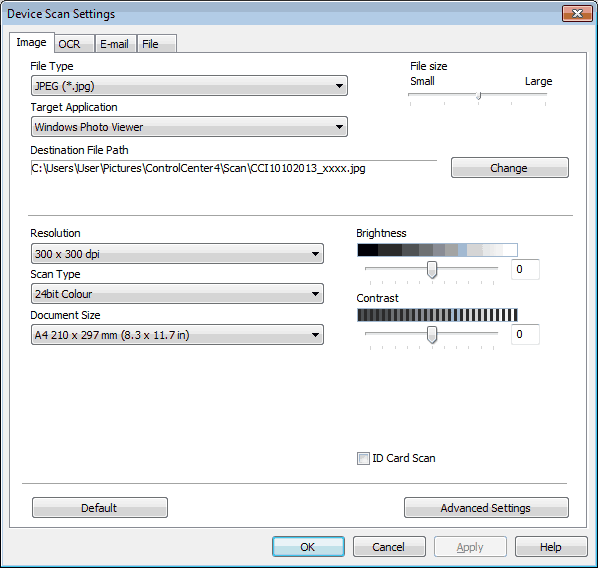 Device Scan Settings
Image OCR E-mail File
File Type
JPEG (*.jpg)
File size
Small Large
Target Application
Windows Photo Viewer
Destination File Path
C:\Users\User\Pictures\ControlCenter4\Scan\CCI10102013_xxxx.jpg
Change
Resolution
300 x 300 dpi
Scan Type
24bit Colour
Document Size
A4 210 x 297 mm (8.3 x 11.7 in)
Brightness
0
Contrast
0
ID Card Scan
Default
Advanced Settings
OK Cancel Apply Help